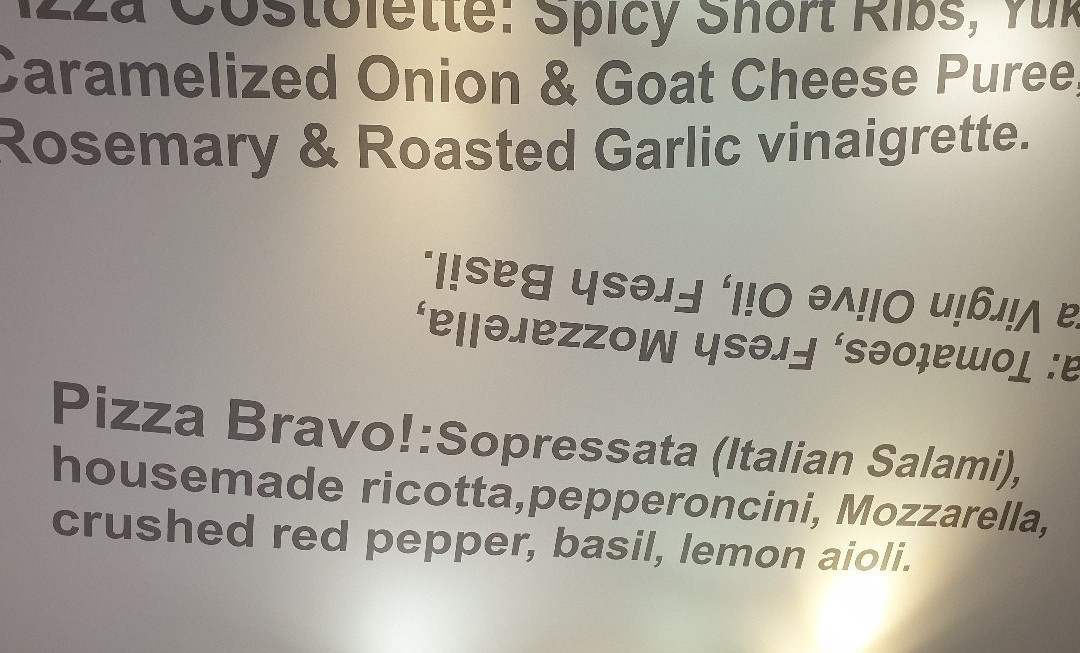 Costolette: Spicy Short Ribs,
Caramelized Onion & Goat Cheese Puree,
Rosemary & Roasted Garlic vinaigrette.
a: Tomatoes, Fresh Mozzarella,
Virgin Olive Oil, Fresh Basil.
Pizza Bravo!:Sopressata (Italian Salami),
housemade ricotta,pepperoncini, Mozzarella,
crushed red pepper, basil, lemon aioli.